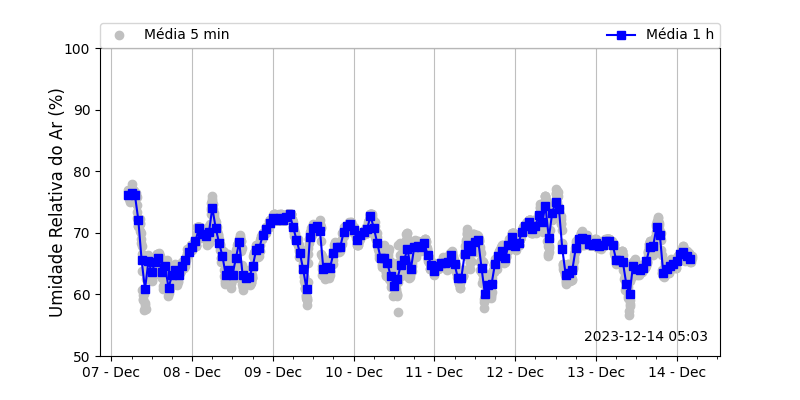 Média 5 min
Média 1 h
Umidade Relativa do Ar (%)
100
90
80
70
60
50
2023-12-14 05:03
07 - Dec
08 - Dec
09 - Dec
10 - Dec
11 - Dec
12 - Dec
13 - Dec
14 - Dec